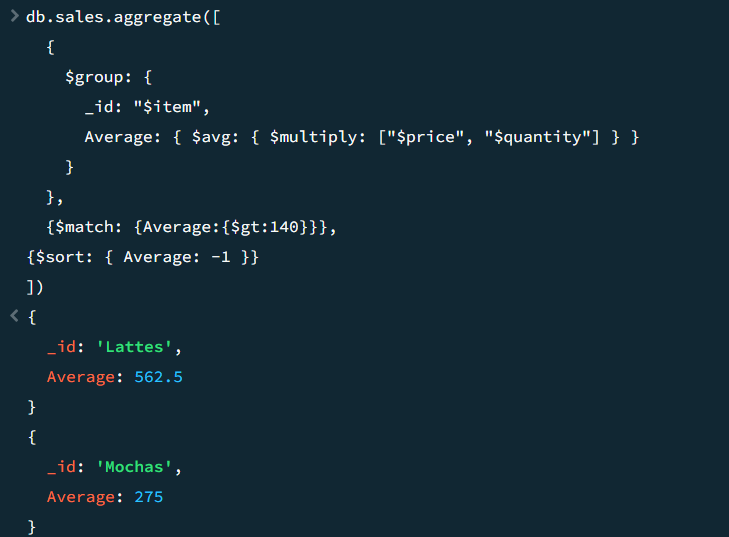 db.sales.aggregate([
{
$group: {
_id: "$item",
Average: { $avg: { $multiply: ["$price", "$quantity"] } }
}
},
{$match: {Average:{$gt:140}}},
{$sort: { Average: -1 }}
])
{
_id: 'Lattes',
Average: 562.5
}
{
_id: 'Mochas',
Average: 275
}